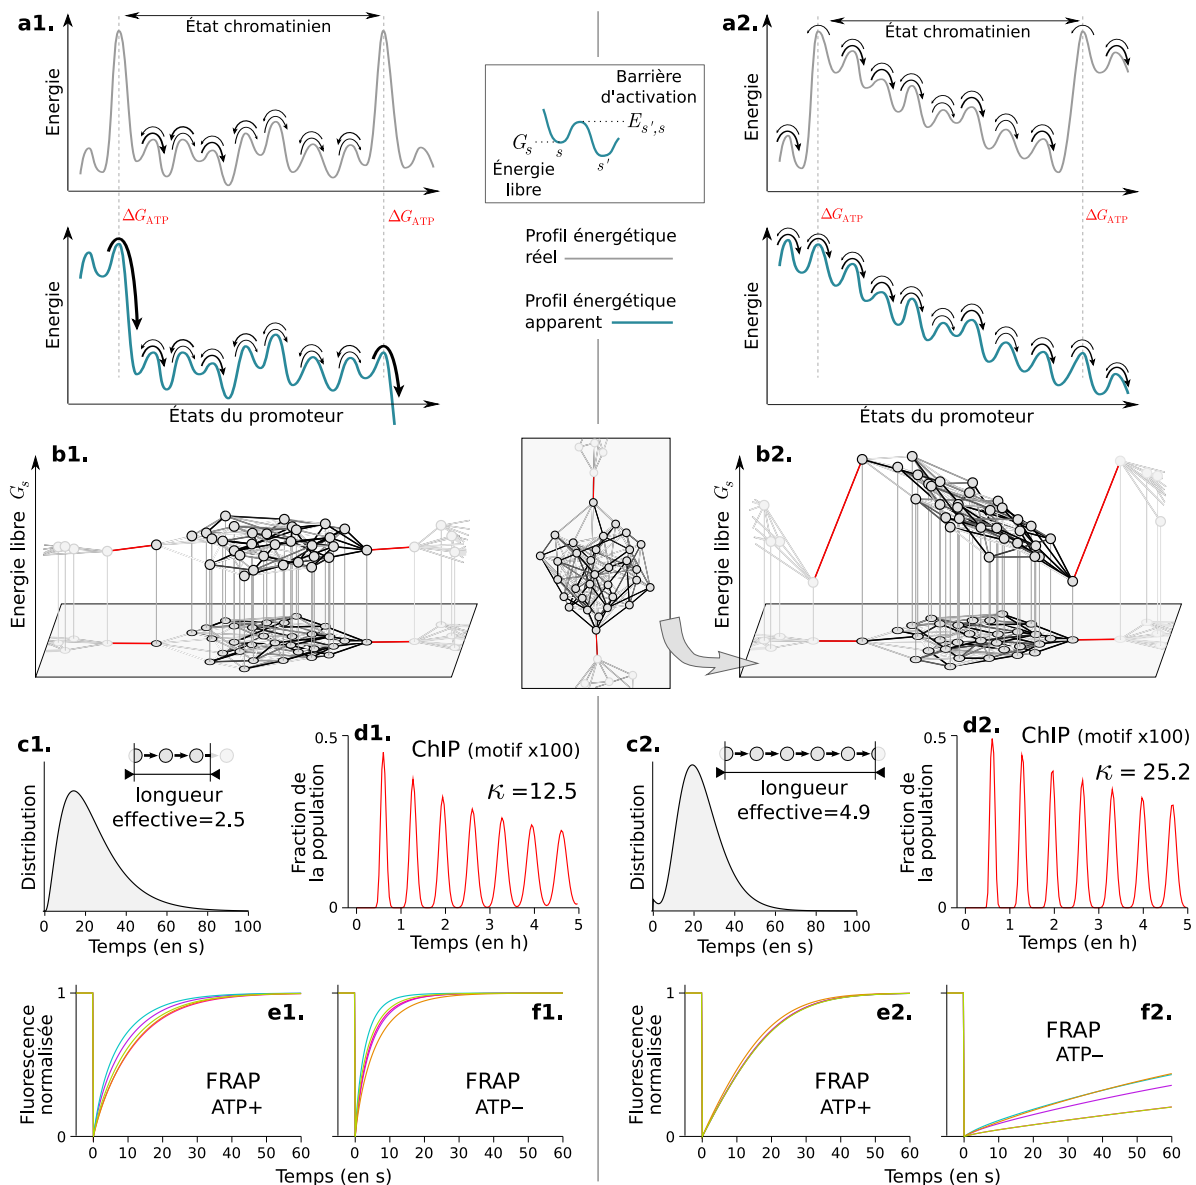 a1.
État chromatinien
Energie
ΔG_ATP
ΔG_ATP
Energie
États du promoteur
Barrière
d'activation
E_s',s
G_s
s
s'
Énergie
libre
Profil énergétique
réel
Profil énergétique
apparent
a2.
État chromatinien
Energie
ΔG_ATP
ΔG_ATP
Energie
États du promoteur
b1.
Energie libre G_s
b2.
Energie libre G_s
c1.
longueur
effective=2.5
Distribution
0 20 40 60 80 100
Temps (en s)
d1.
ChIP (motif x100)
κ = 12.5
0.5
0
Fraction de
la population
0 1 2 3 4 5
Temps (en h)
c2.
longueur
effective=4.9
Distribution
0 20 40 60 80 100
Temps (en s)
d2.
ChIP (motif x100)
κ = 25.2
0.5
0
Fraction de
la population
0 1 2 3 4 5
Temps (en h)
e1.
FRAP
ATP+
1
0
Fluorescence
normalisée
0 10 20 30 40 50 60
f1.
FRAP
ATP−
0 10 20 30 40 50 60
Temps (en s)
e2.
FRAP
ATP+
1
0
Fluorescence
normalisée
0 10 20 30 40 50 60
f2.
FRAP
ATP−
0 10 20 30 40 50 60
Temps (en s)